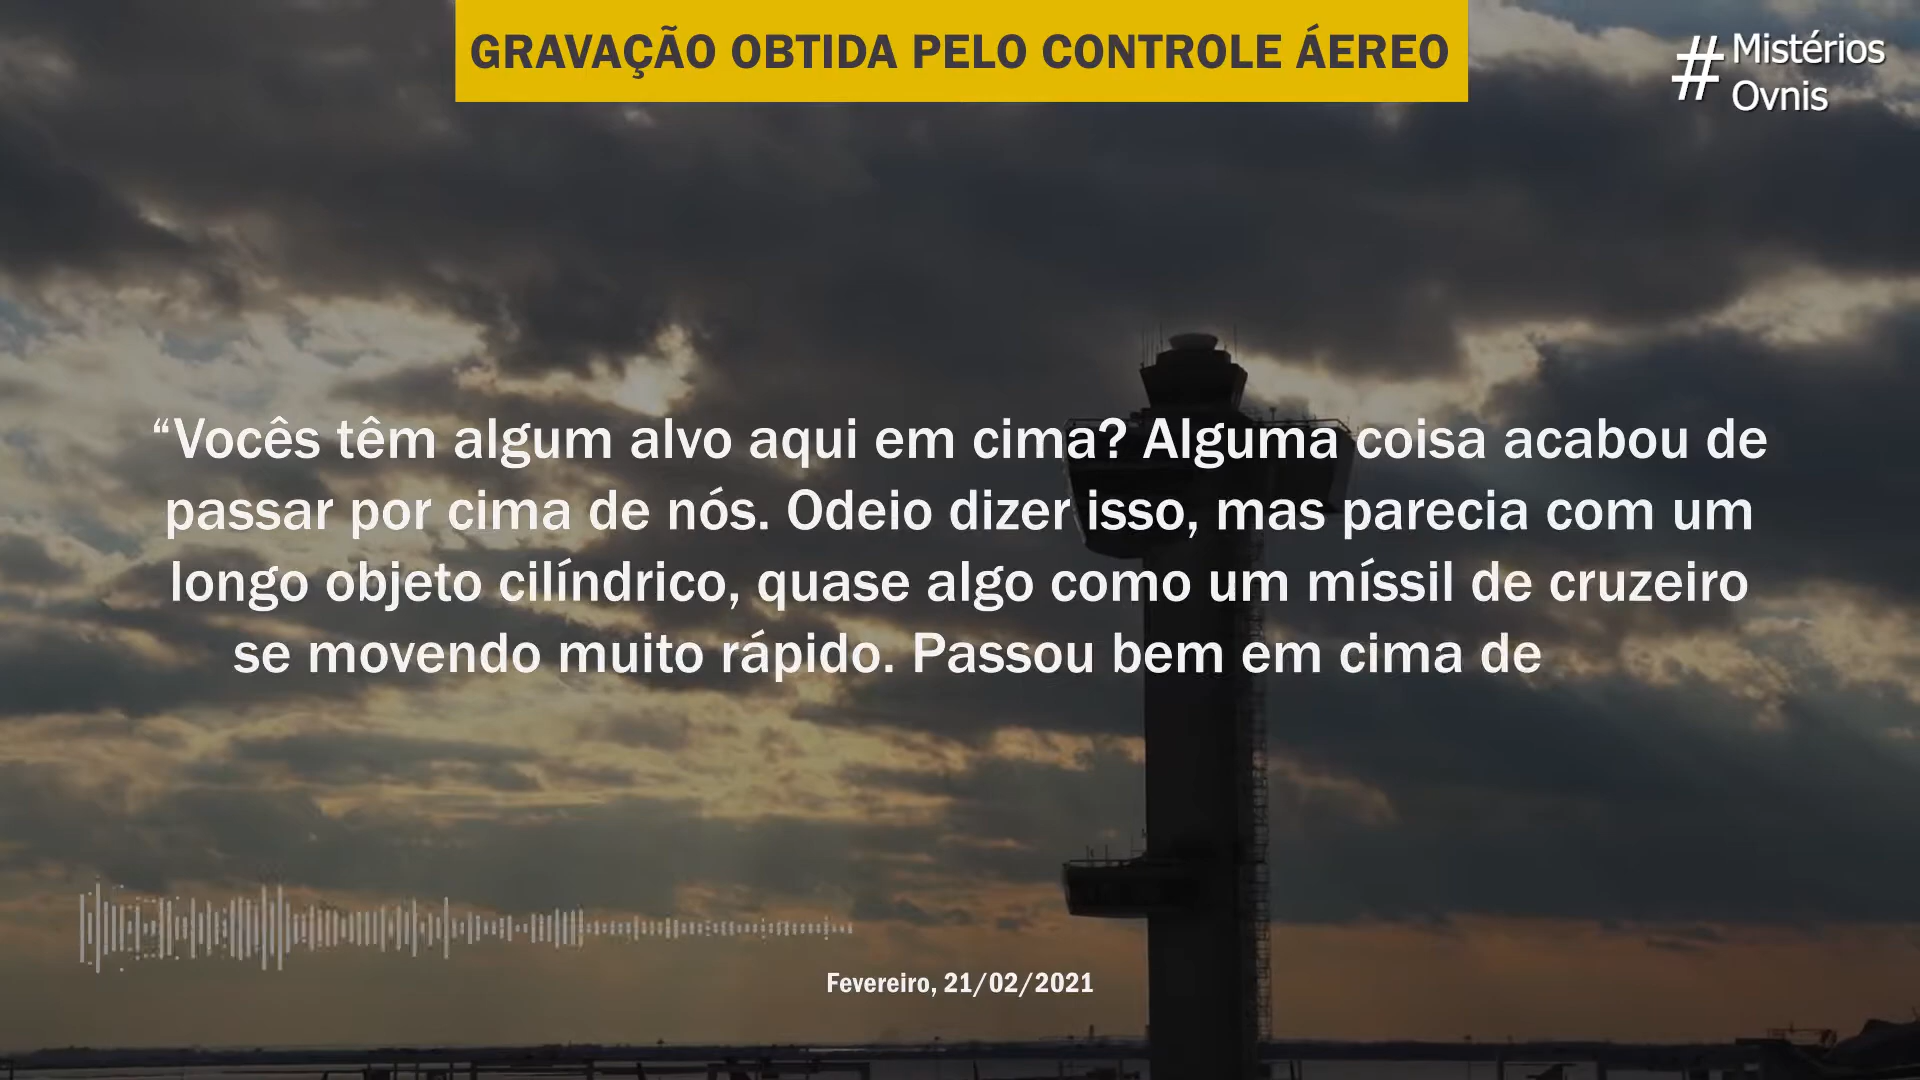 GRAVAÇÃO OBTIDA PELO CONTROLE ÁEREO
# Mistérios
Ovnis
“Vocês têm algum alvo aqui em cima? Alguma coisa acabou de
passar por cima de nós. Odeio dizer isso, mas parecia com um
longo objeto cilíndrico, quase algo como um míssil de cruzeiro
se movendo muito rápido. Passou bem em cima de
Fevereiro, 21/02/2021